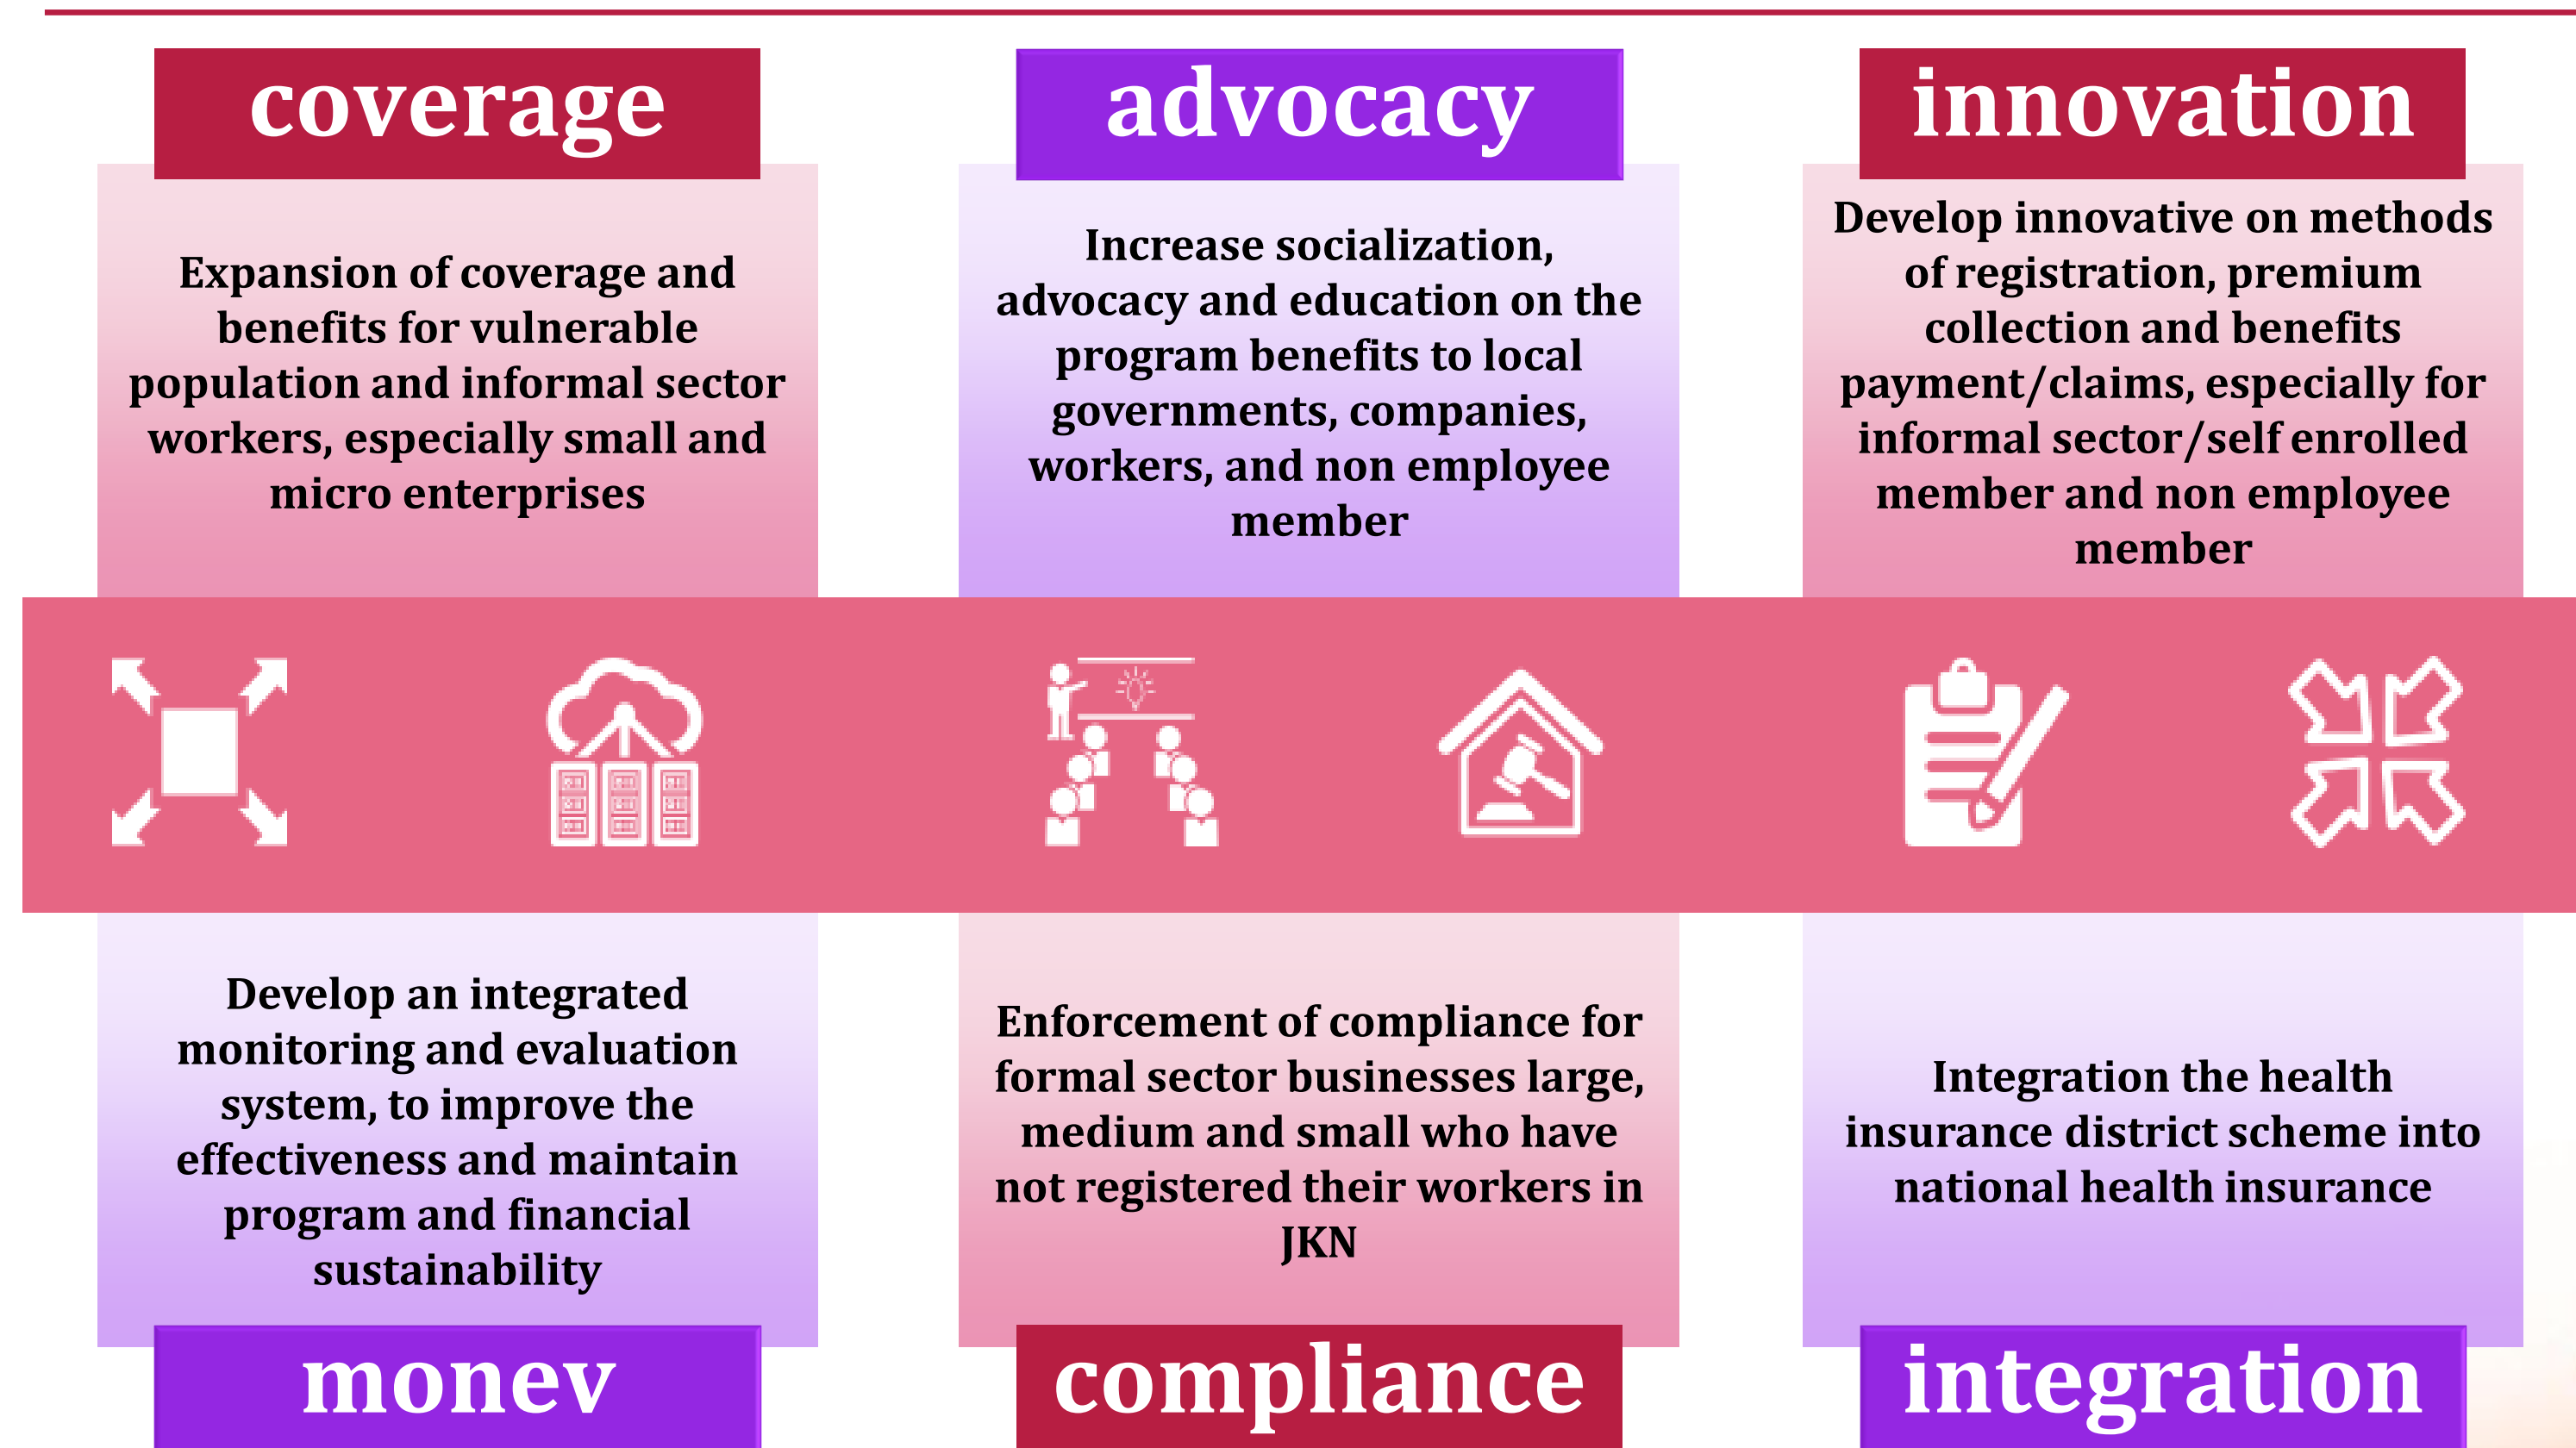 coverage
Expansion of coverage and
benefits for vulnerable
population and informal sector
workers, especially small and
micro enterprises
advocacy
Increase socialization,
advocacy and education on the
program benefits to local
governments, companies,
workers, and non employee
member
innovation
Develop innovative on methods
of registration, premium
collection and benefits
payment/claims, especially for
informal sector/self enrolled
member and non employee
member
Develop an integrated
monitoring and evaluation
system, to improve the
effectiveness and maintain
program and financial
sustainability
monev
Enforcement of compliance for
formal sector businesses large,
medium and small who have
not registered their workers in
JKN
compliance
Integration the health
insurance district scheme into
national health insurance
integration